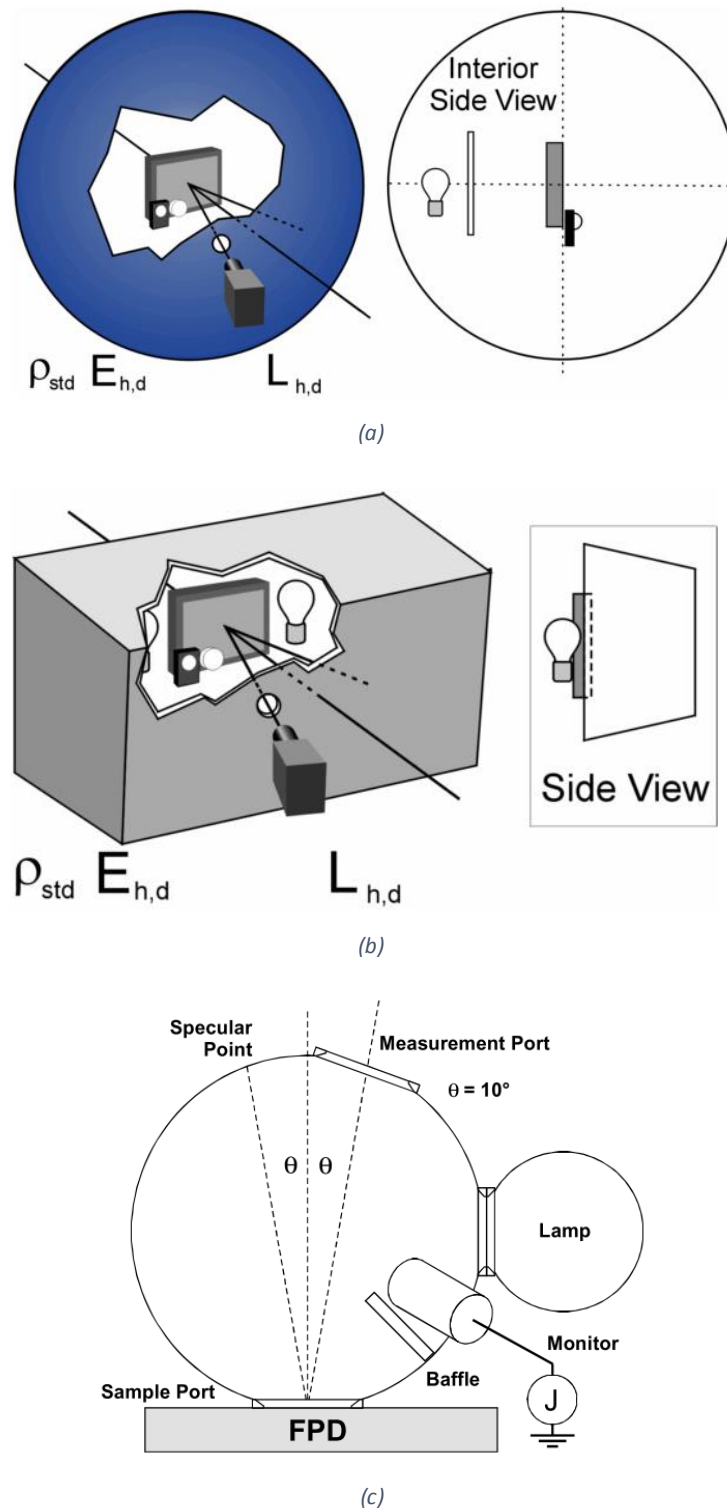 Interior
Side View
ρstd Eh,d Lh,d
(a)
ρstd Eh,d Lh,d
Side View
(b)
Specular
Point
Measurement Port
θ = 10°
θ θ
Lamp
Monitor
Baffle
Sample Port
J
FPD
(c)